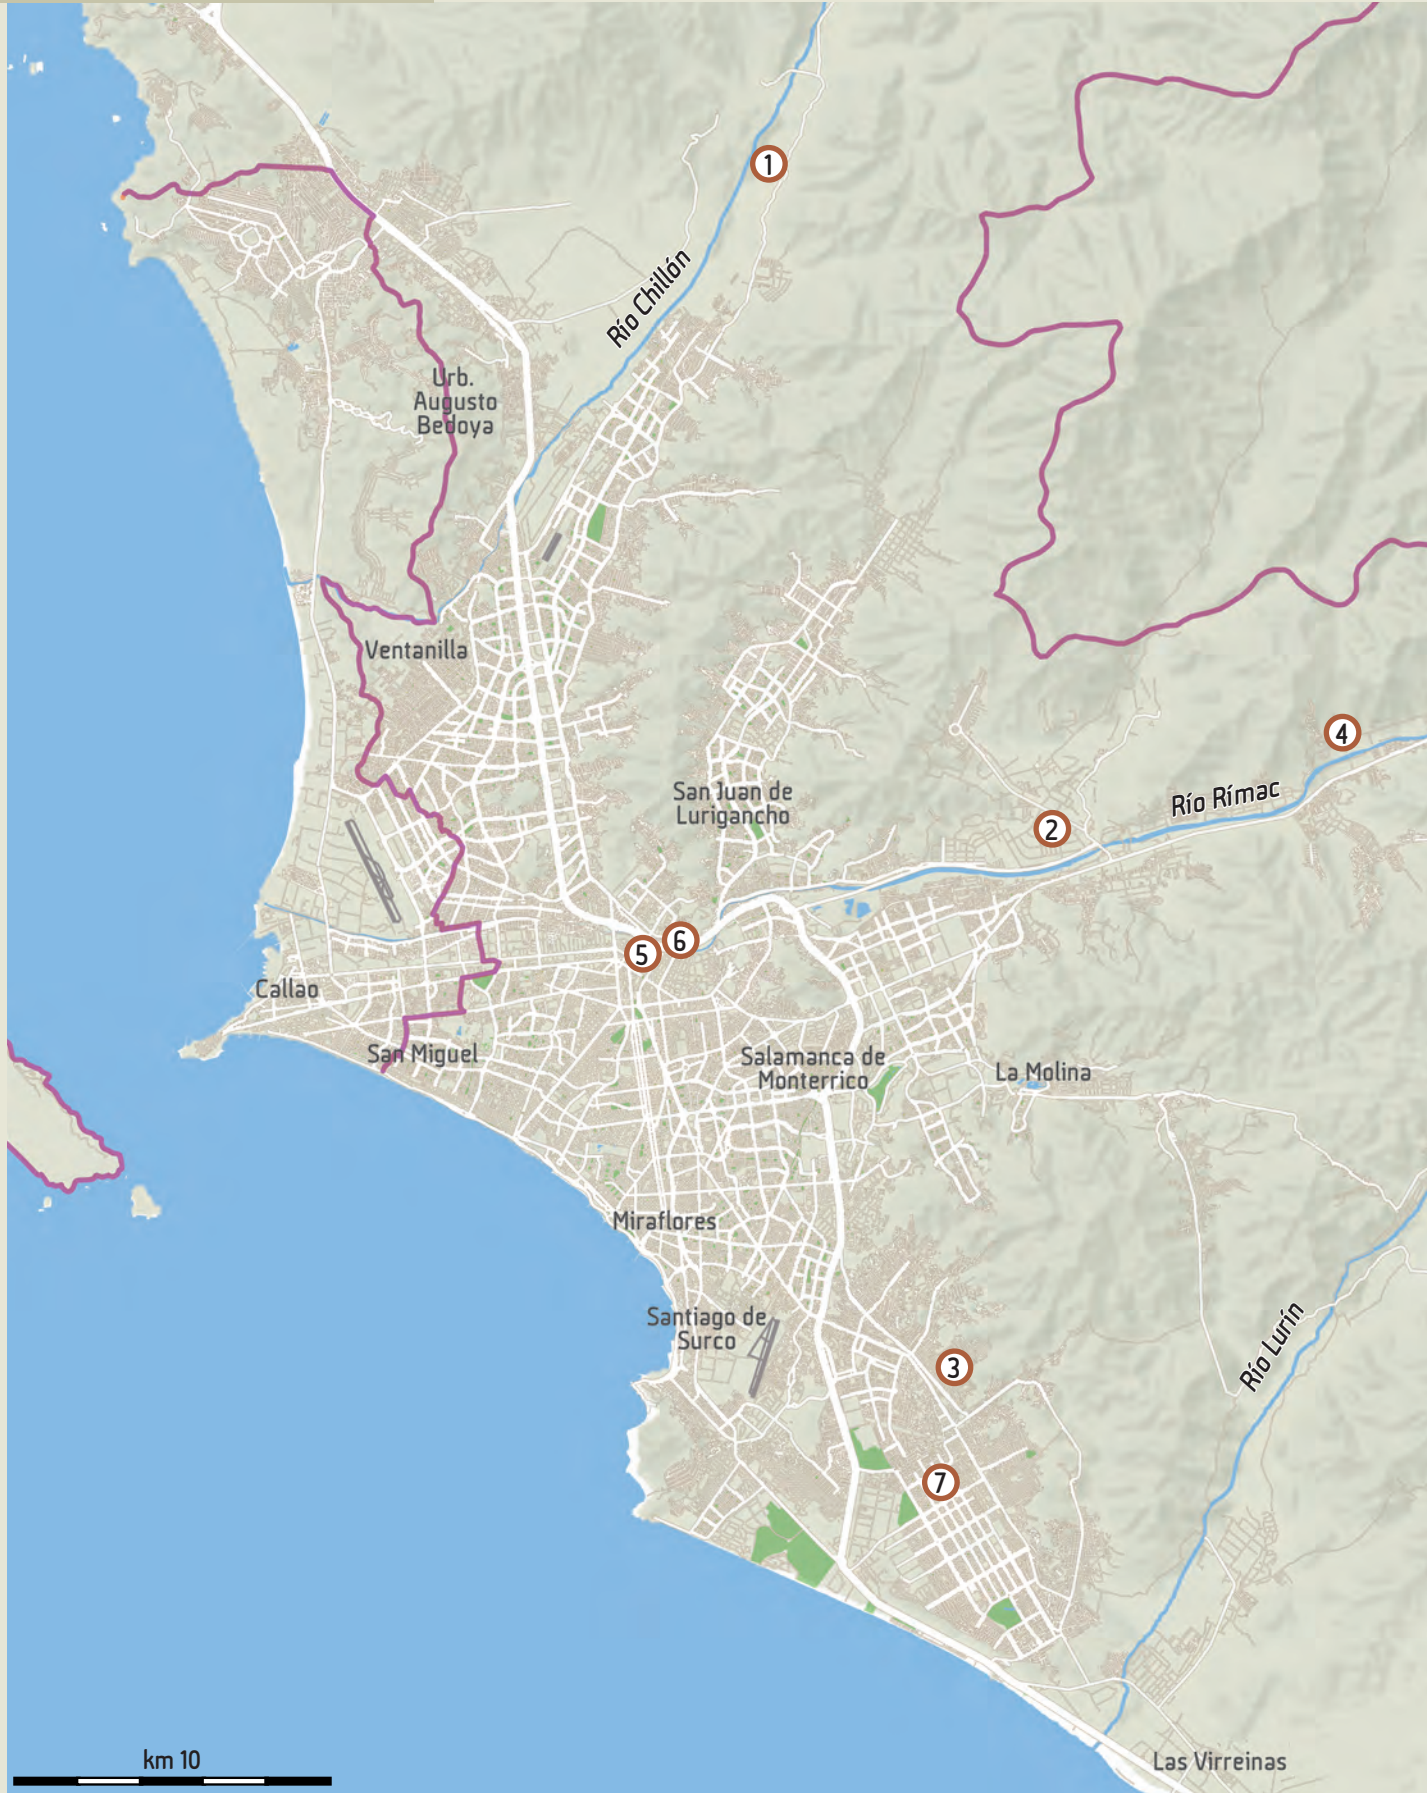 1
Río Chillón
Urb.
Augusto
Bedoya
Ventanilla
4
San Juan de
Lurigancho
Río Rímac
2
5
6
Callao
San Miguel
Salamanca de
Monterrico
La Molina
Miraflores
Santiago de
Surco
Río Lurín
3
7
km 10
Las Virreinas